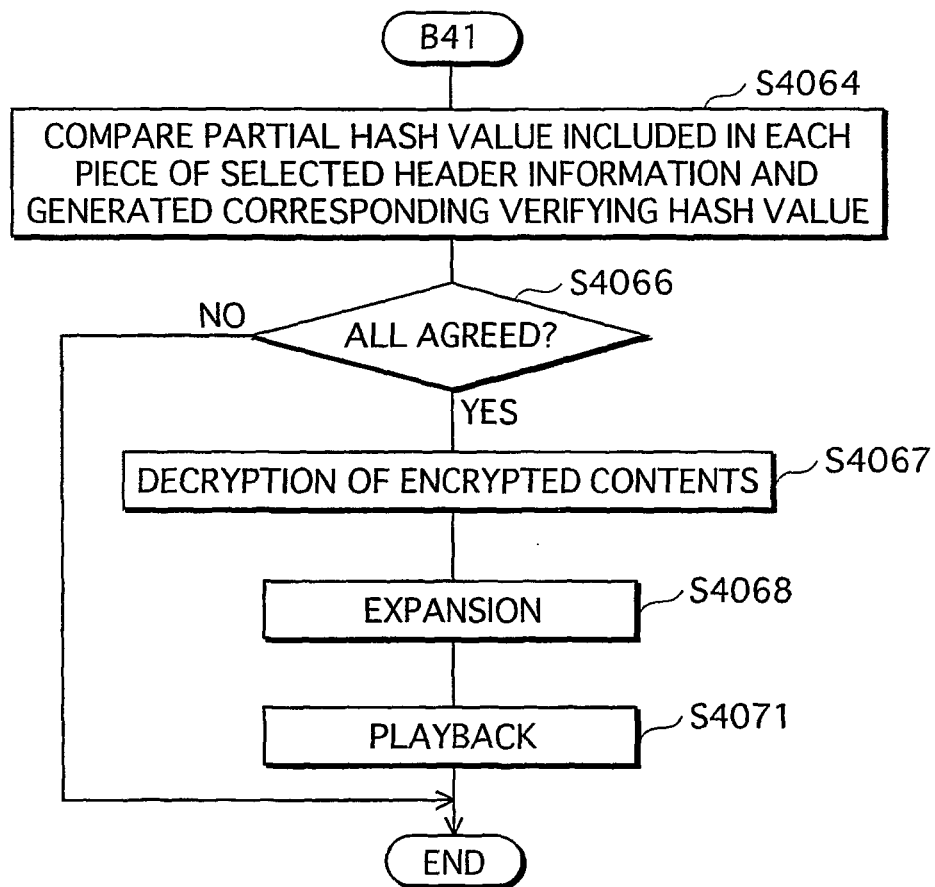 B41
S4064
COMPARE PARTIAL HASH VALUE INCLUDED IN EACH
PIECE OF SELECTED HEADER INFORMATION AND
GENERATED CORRESPONDING VERIFYING HASH VALUE
S4066
NO
ALL AGREED?
YES
S4067
DECRYPTION OF ENCRYPTED CONTENTS
S4068
EXPANSION
S4071
PLAYBACK
END